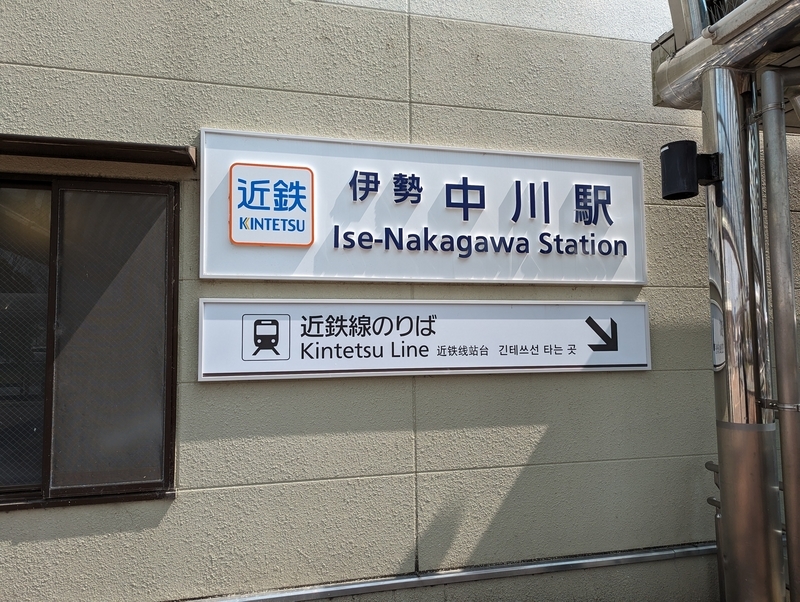 近鉄
KINTETSU
伊勢中川駅
Ise-Nakagawa Station
近鉄線のりば
Kintetsu Line 近铁线站台 긴테쓰선 타는 곳